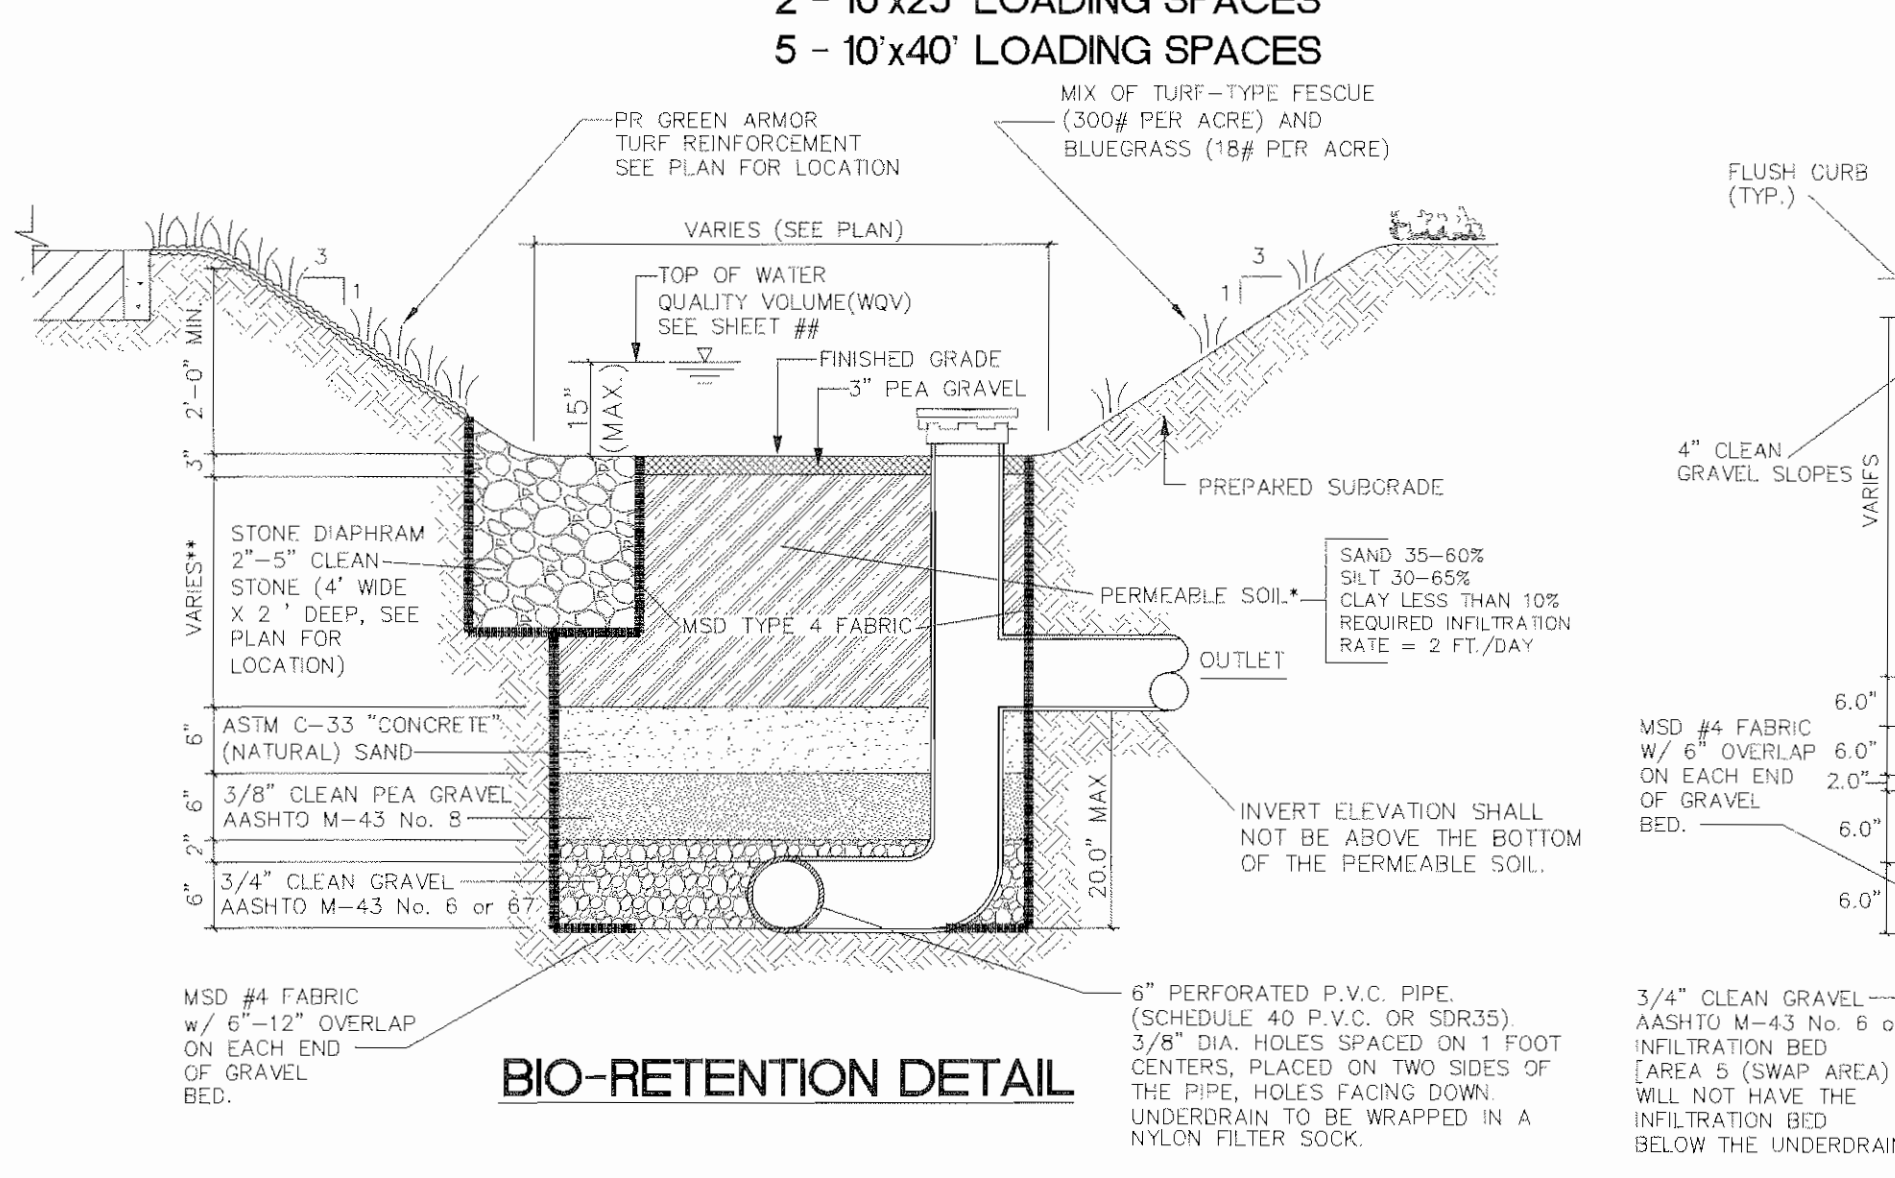 2 - 10'x25' LOADING SPACES
5 - 10'x40' LOADING SPACES
PR GREEN ARMOR
TURF REINFORCEMENT
SEE PLAN FOR LOCATION
MIX OF TURF-TYPE FESCUE
(300# PER ACRE) AND
BLUEGRASS (18# PER ACRE)
FLUSH CURB
(TYP.)
VARIES (SEE PLAN)
3
1
3
1
TOP OF WATER
QUALITY VOLUME(WQV)
SEE SHEET ##
FINISHED GRADE
3" PEA GRAVEL
15"
(MAX.)
2'-0" MIN.
3"
VARIES**
6"
6"
2"
6"
STONE DIAPHRAM
2"-5" CLEAN
STONE (4' WIDE
X 2 ' DEEP, SEE
PLAN FOR
LOCATION)
MSD TYPE 4 FABRIC
PREPARED SUBGRADE
PERMEABLE SOIL*
SAND 35-60%
SILT 30-65%
CLAY LESS THAN 10%
REQUIRED INFILTRATION
RATE = 2 FT./DAY
OUTLET
ASTM C-33 "CONCRETE"
(NATURAL) SAND
3/8" CLEAN PEA GRAVEL
AASHTO M-43 No. 8
3/4" CLEAN GRAVEL
AASHTO M-43 No. 6 or 67
20.0" MAX
INVERT ELEVATION SHALL
NOT BE ABOVE THE BOTTOM
OF THE PERMEABLE SOIL.
MSD #4 FABRIC
w/ 6"-12" OVERLAP
ON EACH END
OF GRAVEL
BED.
BIO-RETENTION DETAIL
6" PERFORATED P.V.C. PIPE.
(SCHEDULE 40 P.V.C. OR SDR35).
3/8" DIA. HOLES SPACED ON 1 FOOT
CENTERS, PLACED ON TWO SIDES OF
THE PIPE, HOLES FACING DOWN.
UNDERDRAIN TO BE WRAPPED IN A
NYLON FILTER SOCK.
4" CLEAN
GRAVEL SLOPES
VARIES
MSD #4 FABRIC
W/ 6" OVERLAP
ON EACH END
OF GRAVEL
BED.
6.0"
6.0"
2.0"
6.0"
6.0"
3/4" CLEAN GRAVEL
AASHTO M-43 No. 6 o
INFILTRATION BED
[AREA 5 (SWAP AREA)
WILL NOT HAVE THE
INFILTRATION BED
BELOW THE UNDERDRAIN